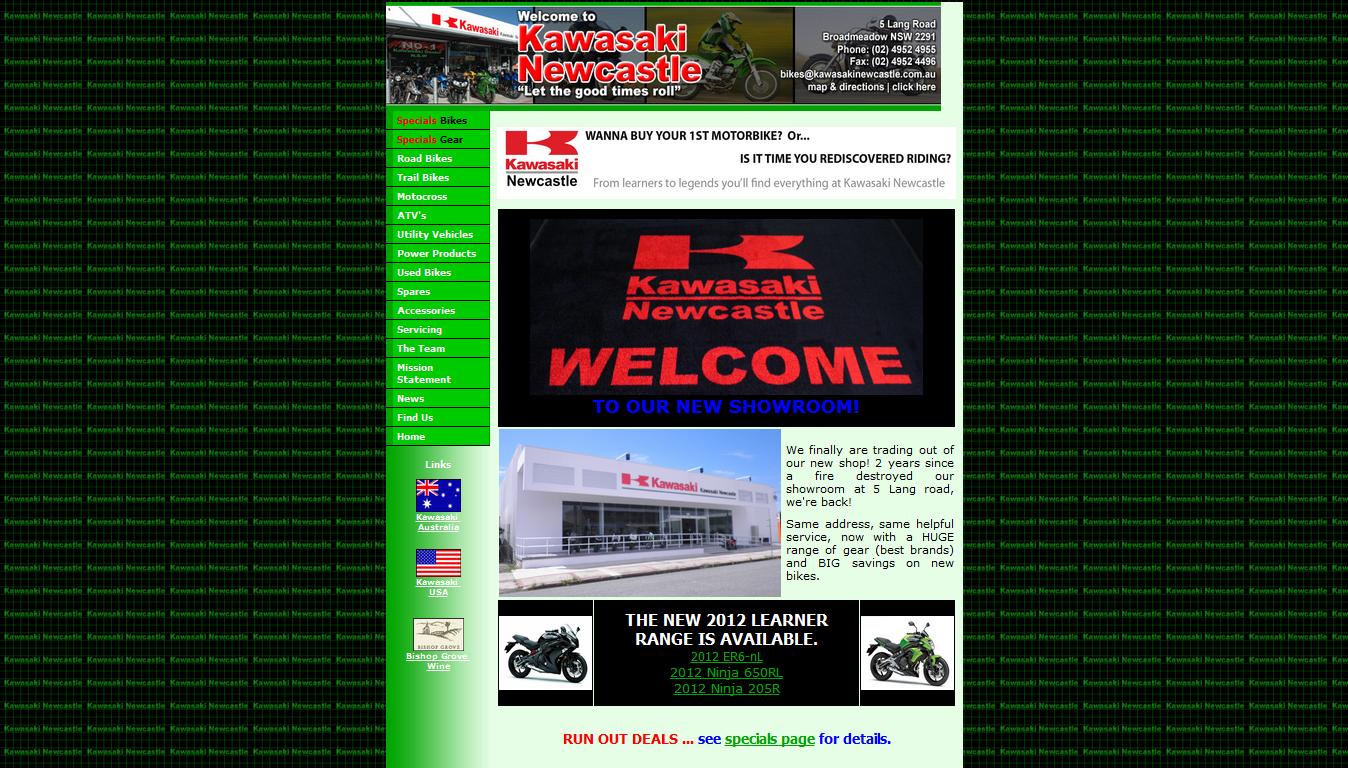 Welcome to
Kawasaki
Newcastle
"Let the good times roll"
5 Lang Road
Broadmeadow NSW 2291
Phone: (02) 4952 4955
Fax: (02) 4952 4496
bikes@kawasakinewcastle.com.au
map & directions | click here
Kawasaki
Specials Bikes
Specials Gear
Road Bikes
Trail Bikes
Motocross
ATV's
Utility Vehicles
Power Products
Used Bikes
Spares
Accessories
Servicing
The Team
Mission
Statement
News
Find Us
Home
Links
Kawasaki
Australia
Kawasaki
USA
BISHOP GROVE
Bishop Grove
Wine
Kawasaki
Newcastle
WANNA BUY YOUR 1ST MOTORBIKE? Or...
IS IT TIME YOU REDISCOVERED RIDING?
From learners to legends you'll find everything at Kawasaki Newcastle
Kawasaki
Newcastle
WELCOME
TO OUR NEW SHOWROOM!
Kawasaki Kawasaki Newcastle
We finally are trading out of
our new shop! 2 years since
a fire destroyed our
showroom at 5 Lang road,
we're back!
Same address, same helpful
service, now with a HUGE
range of gear (best brands)
and BIG savings on new
bikes.
THE NEW 2012 LEARNER
RANGE IS AVAILABLE.
2012 ER6-nL
2012 Ninja 650RL
2012 Ninja 205R
RUN OUT DEALS ... see specials page for details.